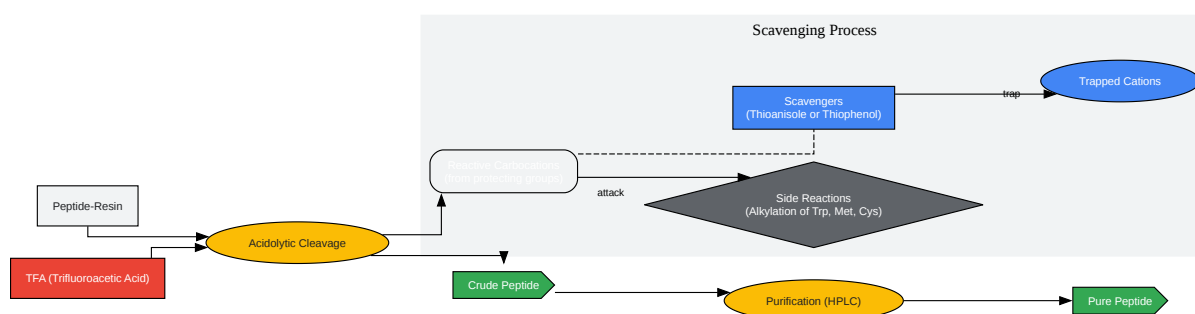 Scavenging Process
Trapped Cations
Scavengers
(Thioanisole or Thiophenol)
trap
Reactive Carbocations
(from protecting groups)
attack
Side Reactions
(Alkylation of Trp, Met, Cys)
Peptide-Resin
Acidolytic Cleavage
TFA (Trifluoroacetic Acid)
Crude Peptide
Purification (HPLC)
Pure Peptide